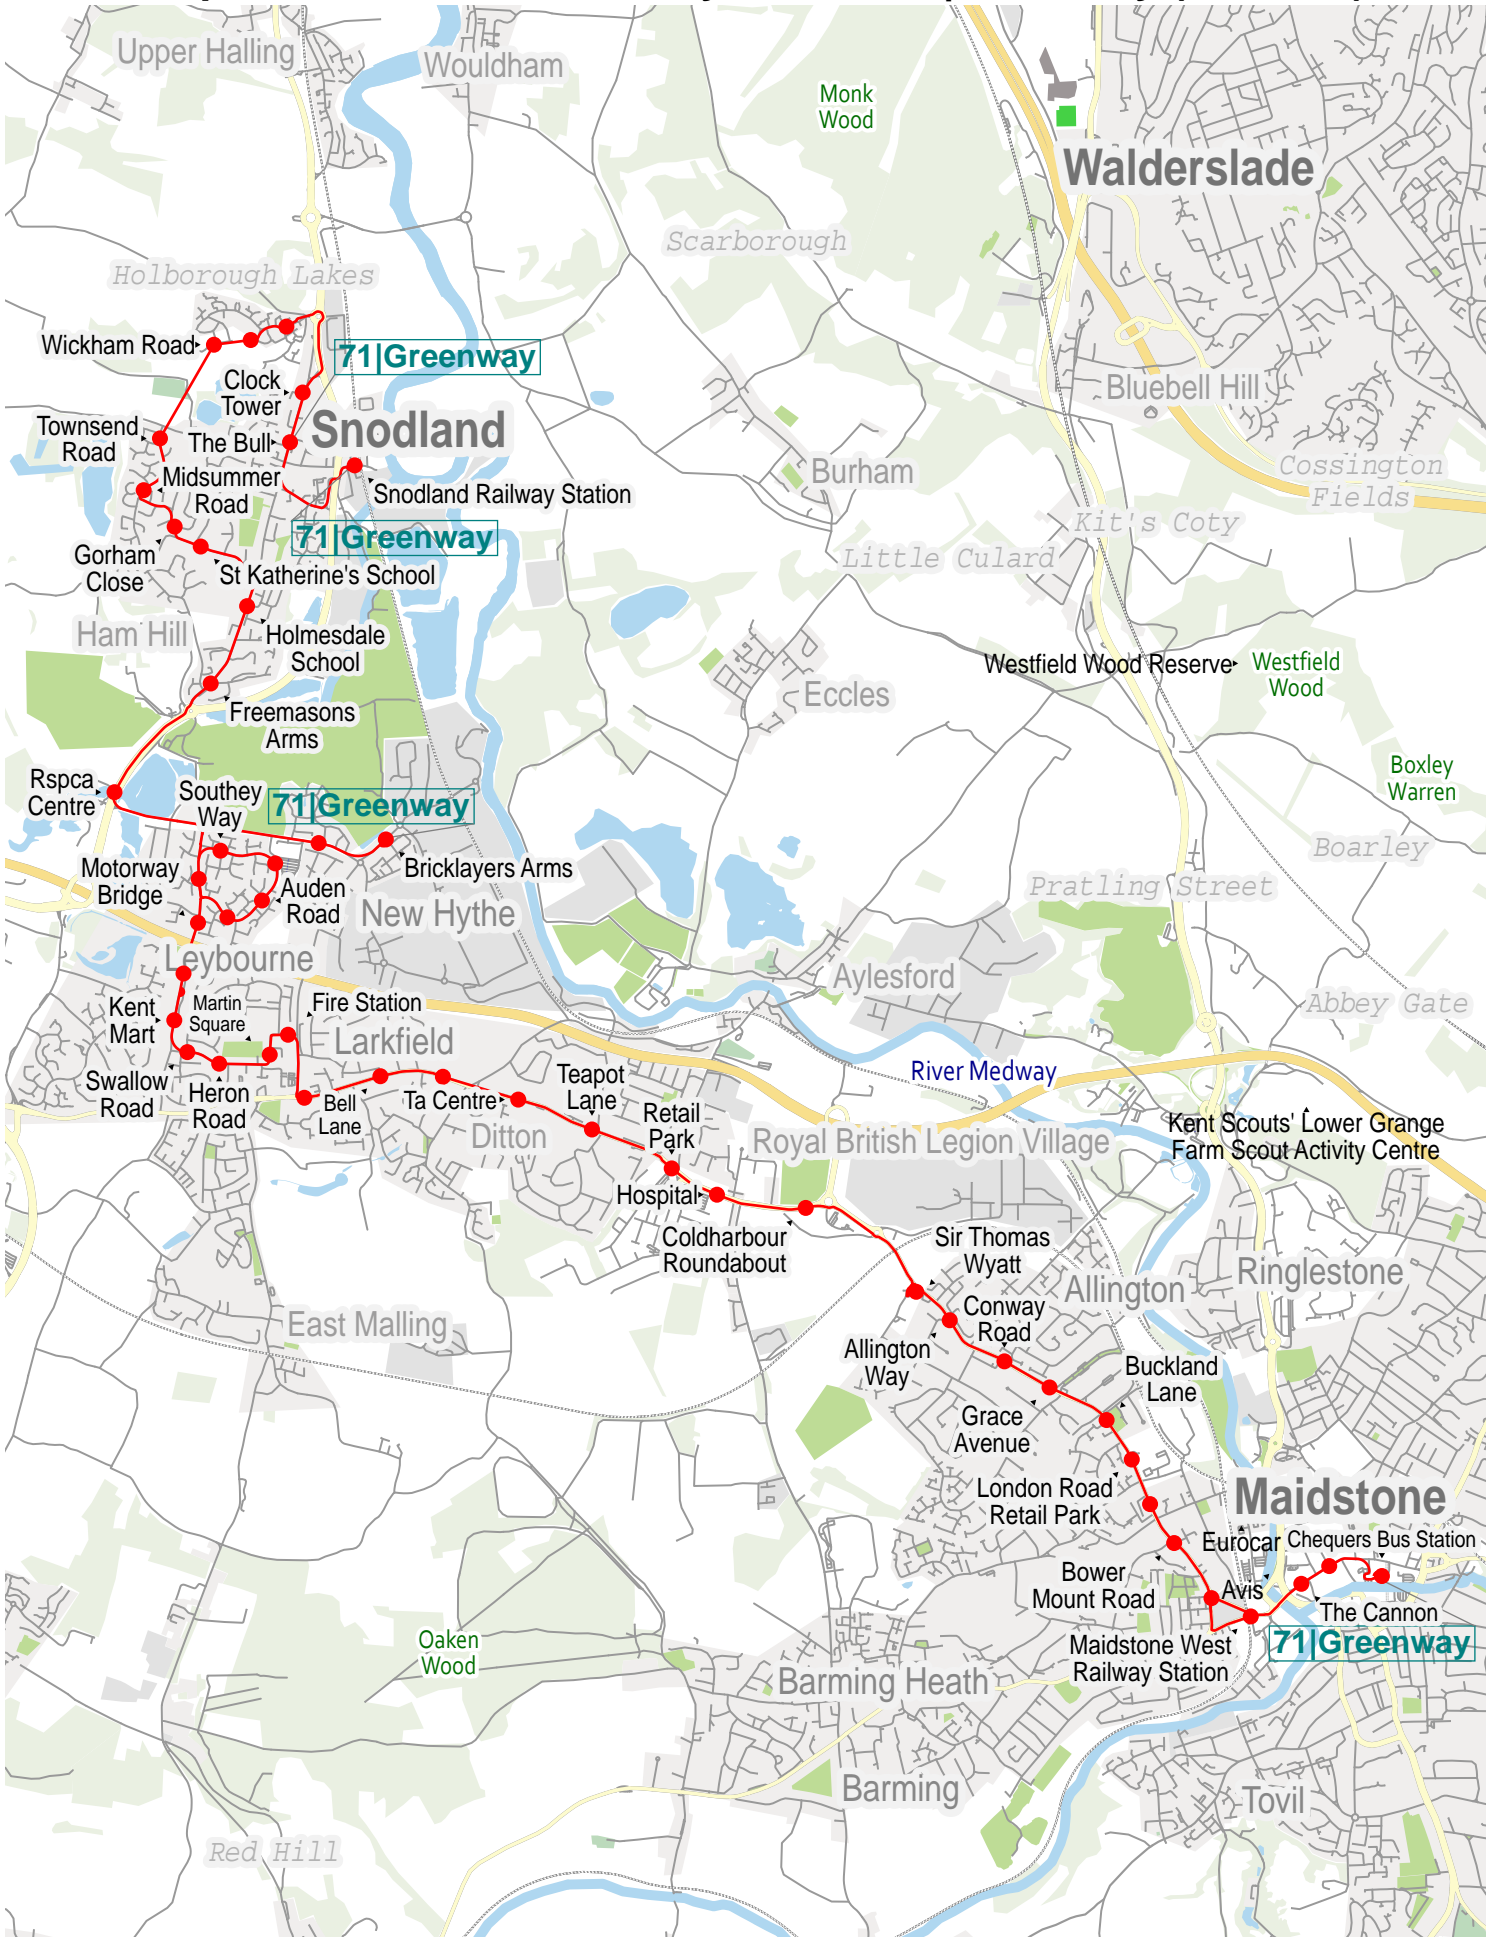 Upper Halling
Wouldham
Monk
Wood
Walderslade
Scarborough
Holborough Lakes
Wickham Road
71|Greenway
Clock
Tower
Bluebell Hill
Townsend
Road
The Bull
Snodland
Burham
Cossington
Fields
Midsummer
Road
Snodland Railway Station
Kit's Coty
71|Greenway
Little Culard
Gorham
Close
St Katherine's School
Ham Hill
Holmesdale
School
Westfield Wood Reserve
Westfield
Wood
Eccles
Freemasons
Arms
Rspca
Centre
Southey
Way
71|Greenway
Boxley
Warren
Boarley
Motorway
Bridge
Bricklayers Arms
Auden
Road
Pratling Street
New Hythe
Leybourne
Aylesford
Kent
Mart
Martin
Square
Fire Station
Abbey Gate
Larkfield
River Medway
Swallow
Road
Heron
Road
Bell
Lane
Ta Centre
Teapot
Lane
Retail
Park
Ditton
Royal British Legion Village
Kent Scouts' Lower Grange
Farm Scout Activity Centre
Hospital
Coldharbour
Roundabout
Sir Thomas
Wyatt
Allington
Ringlestone
East Malling
Conway
Road
Allington
Way
Buckland
Lane
Grace
Avenue
London Road
Retail Park
Maidstone
Eurocar
Chequers Bus Station
Bower
Mount Road
Avis
The Cannon
Oaken
Wood
Maidstone West
Railway Station
71|Greenway
Barming Heath
Barming
Tovil
Red Hill